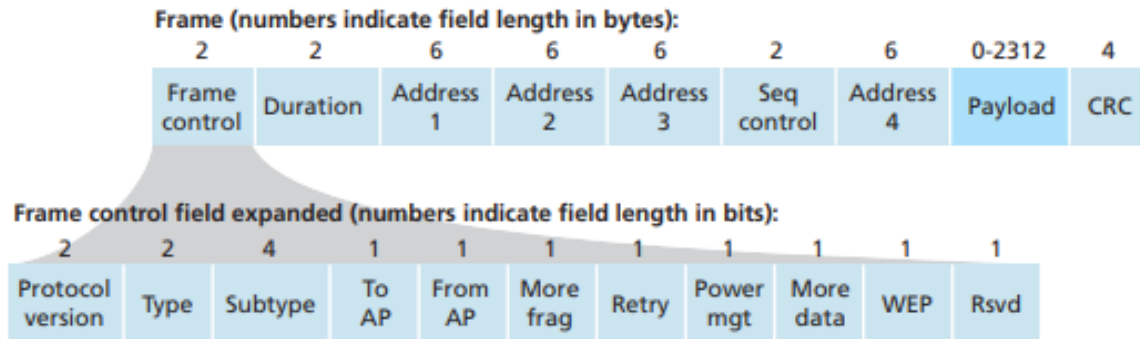 Frame (numbers indicate field length in bytes):
2 2 6 6 6 2 6 0-2312 4
Frame control Duration Address 1 Address 2 Address 3 Seq control Address 4 Payload CRC
Frame control field expanded (numbers indicate field length in bits):
2 2 4 1 1 1 1 1 1 1 1
Protocol version Type Subtype To AP From AP More frag Retry Power mgt More data WEP Rsvd